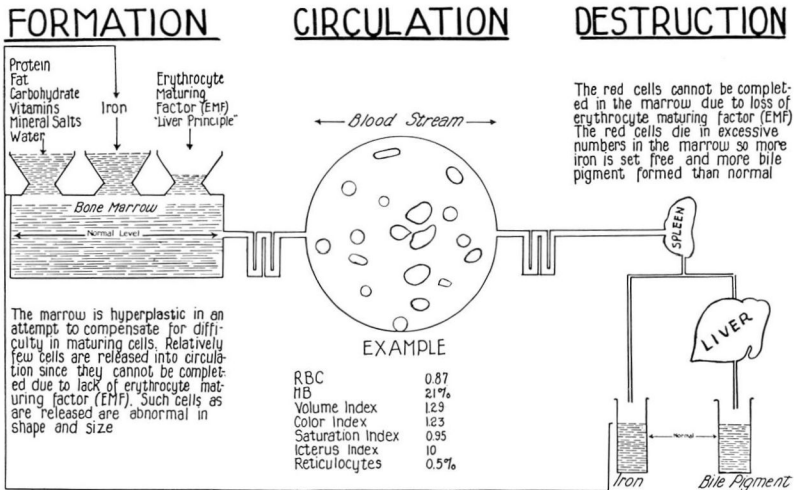 FORMATION
CIRCULATION
DESTRUCTION
Protein
Fat
Carbohydrate
Vitamins
Mineral Salts
Water
Iron
Erythrocyte
Maturing
Factor (EMF)
"Liver Principle"
Bone Marrow
Normal Level
The marrow is hyperplastic in an
attempt to compensate for diffi-
culty in maturing cells. Relatively
few cells are released into circula-
tion since they cannot be complet-
ed due to lack of erythrocyte mat-
uring factor (EMF). Such cells as
are released are abnormal in
shape and size
Blood Stream
EXAMPLE
RBC 0.87
HB 21%
Volume Index 1.29
Color Index 1.23
Saturation Index 0.95
Icterus Index 10
Reticulocytes 0.5%
The red cells cannot be complet-
ed in the marrow due to loss of
erythrocyte maturing factor (EMF)
The red cells die in excessive
numbers in the marrow so more
iron is set free and more bile
pigment formed than normal
SPLEEN
LIVER
Normal
Iron
Bile Pigment